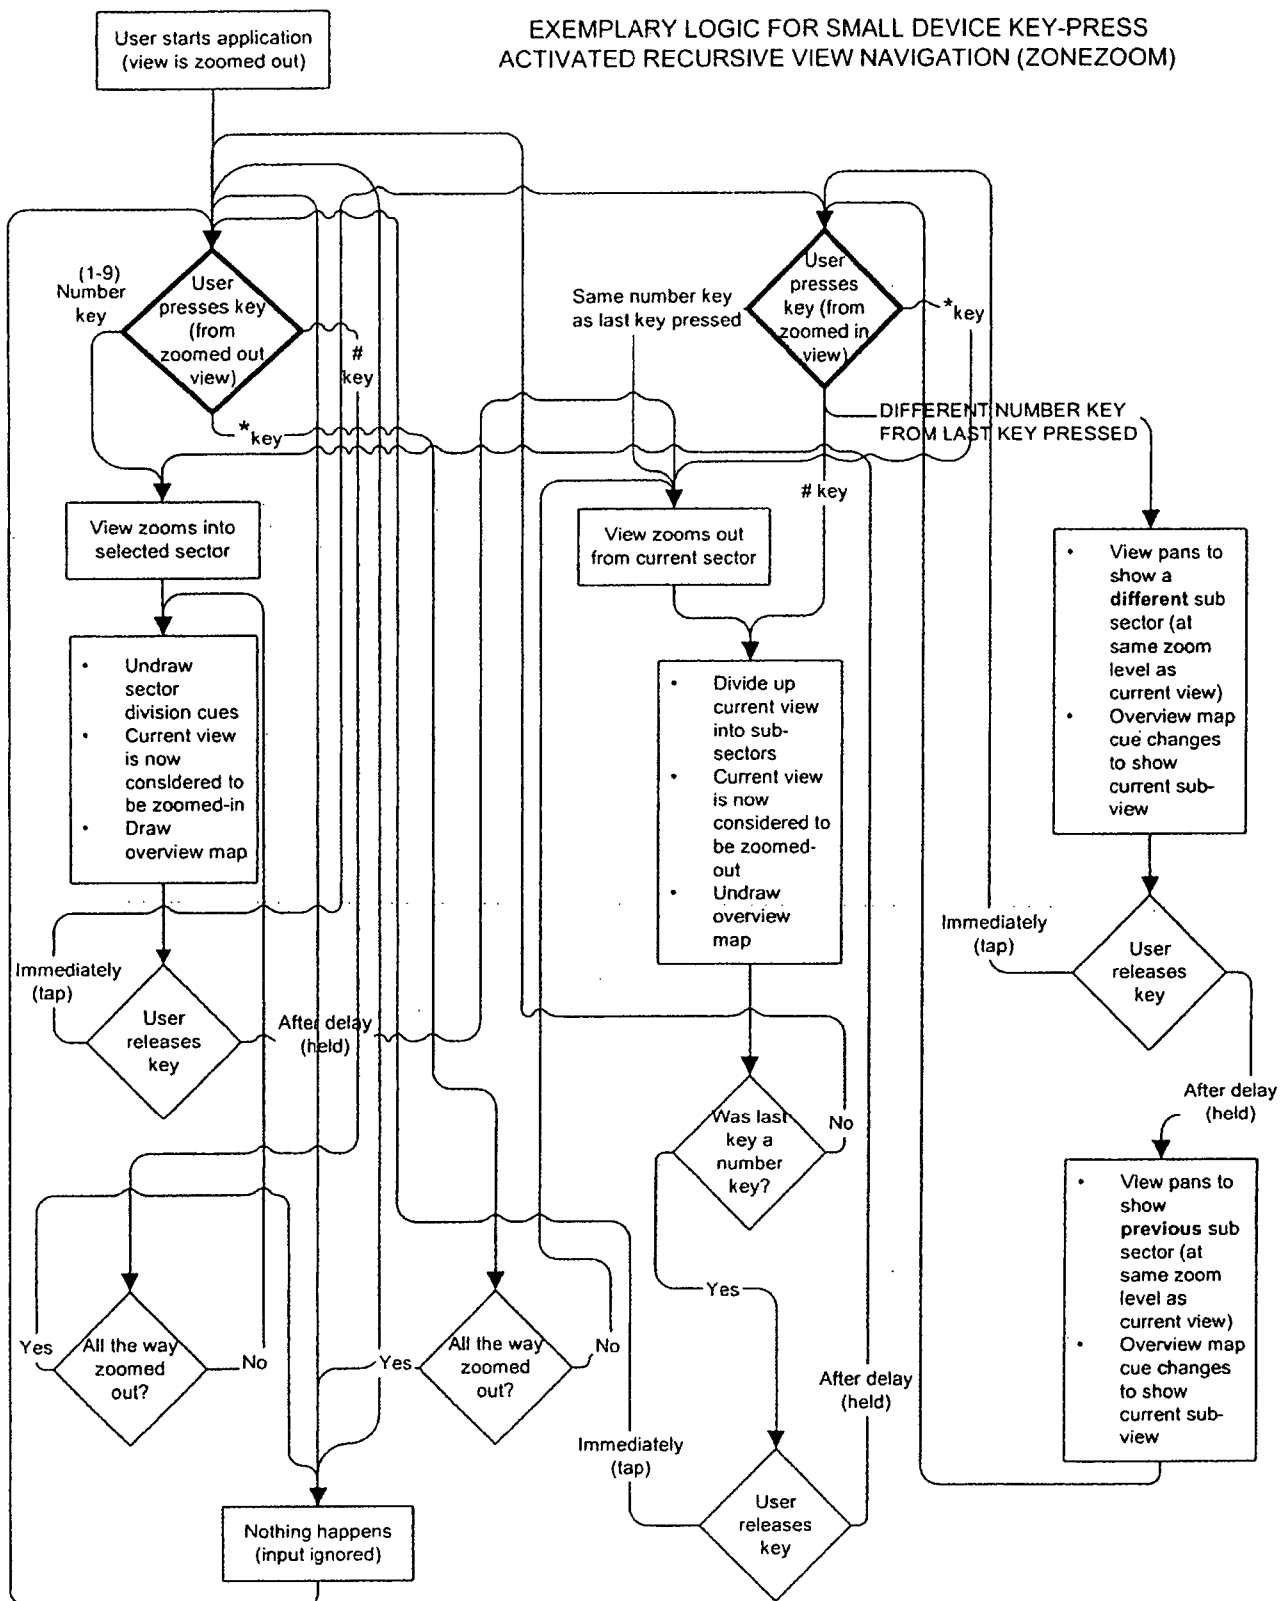 EXEMPLARY LOGIC FOR SMALL DEVICE KEY-PRESS
ACTIVATED RECURSIVE VIEW NAVIGATION (ZONEZOOM)
User starts application
(view is zoomed out)
(1-9)
Number
key
User
presses key
(from
zoomed out
view)
#
key
*key
Same number key
as last key pressed
User
presses
key (from
zoomed in
view)
*key
DIFFERENT NUMBER KEY
FROM LAST KEY PRESSED
# key
View zooms into
selected sector
View zooms out
from current sector
• Undraw
sector
division cues
• Current view
is now
considered to
be zoomed-in
• Draw
overview map
• Divide up
current view
into sub-
sectors
• Current view
is now
considered to
be zoomed-
out
• Undraw
overview
map
• View pans to
show a
different sub
sector (at
same zoom
level as
current view)
• Overview map
cue changes
to show
current sub-
view
Immediately
(tap)
User
releases
key
After delay
(held)
Immediately
(tap)
User
releases
key
After delay
(held)
Was last
key a
number
key?
No
Yes
• View pans to
show
previous sub
sector (at
same zoom
level as
current view)
• Overview map
cue changes
to show
current sub-
view
Yes
All the way
zoomed
out?
No
Yes
All the way
zoomed
out?
No
After delay
(held)
Immediately
(tap)
User
releases
key
Nothing happens
(input ignored)